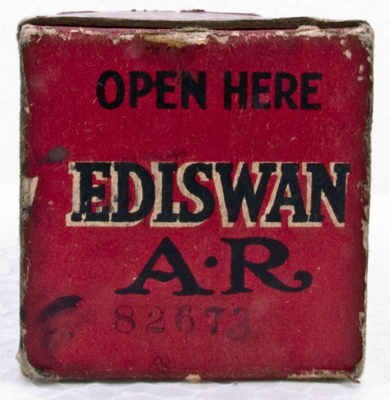 OPEN HERE
EDISWAN
A·R
82673